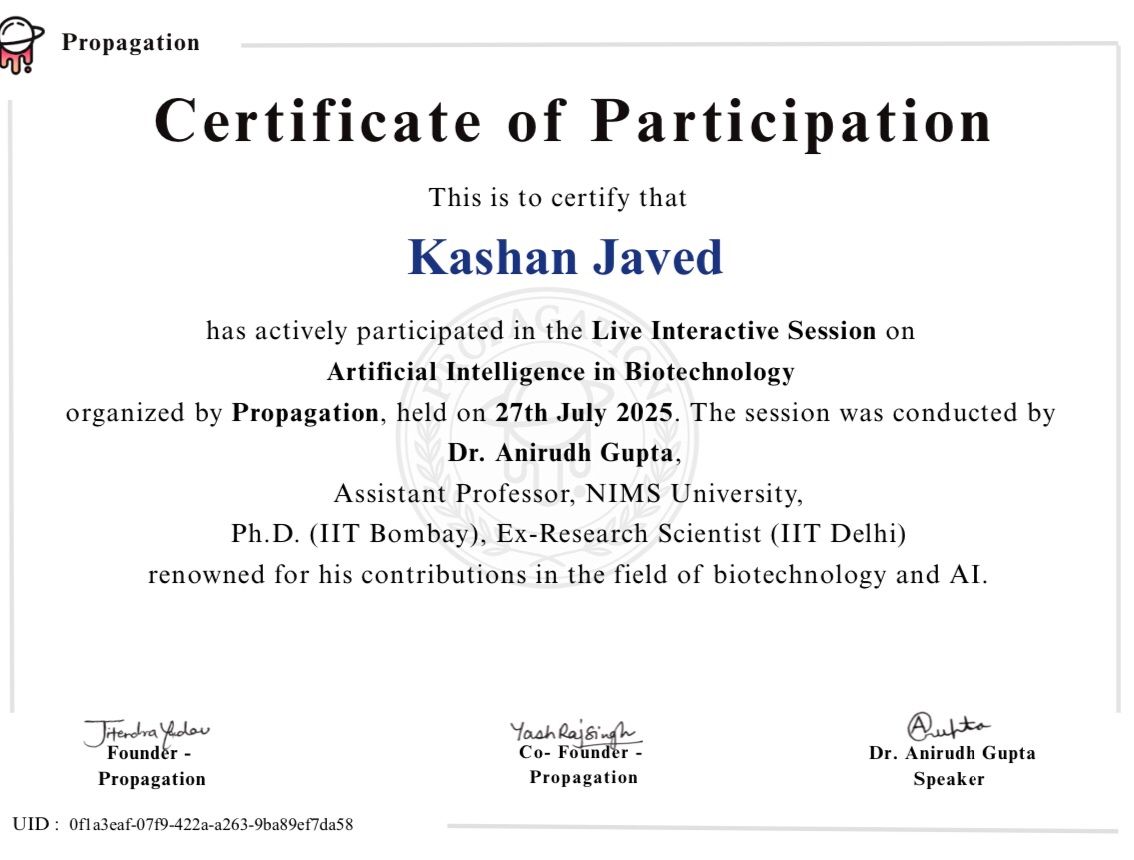 Propagation
Certificate of Participation
This is to certify that
Kashan Javed
has actively participated in the Live Interactive Session on
Artificial Intelligence in Biotechnology
organized by Propagation, held on 27th July 2025. The session was conducted by
Dr. Anirudh Gupta,
Assistant Professor, NIMS University,
Ph.D. (IIT Bombay), Ex-Research Scientist (IIT Delhi)
renowned for his contributions in the field of biotechnology and AI.
PROPAGATION
Jitendra Yadav
Founder -
Propagation
YashRajSingh
Co- Founder -
Propagation
AGupta
Dr. Anirudh Gupta
Speaker
UID : 0f1a3eaf-07f9-422a-a263-9ba89ef7da58